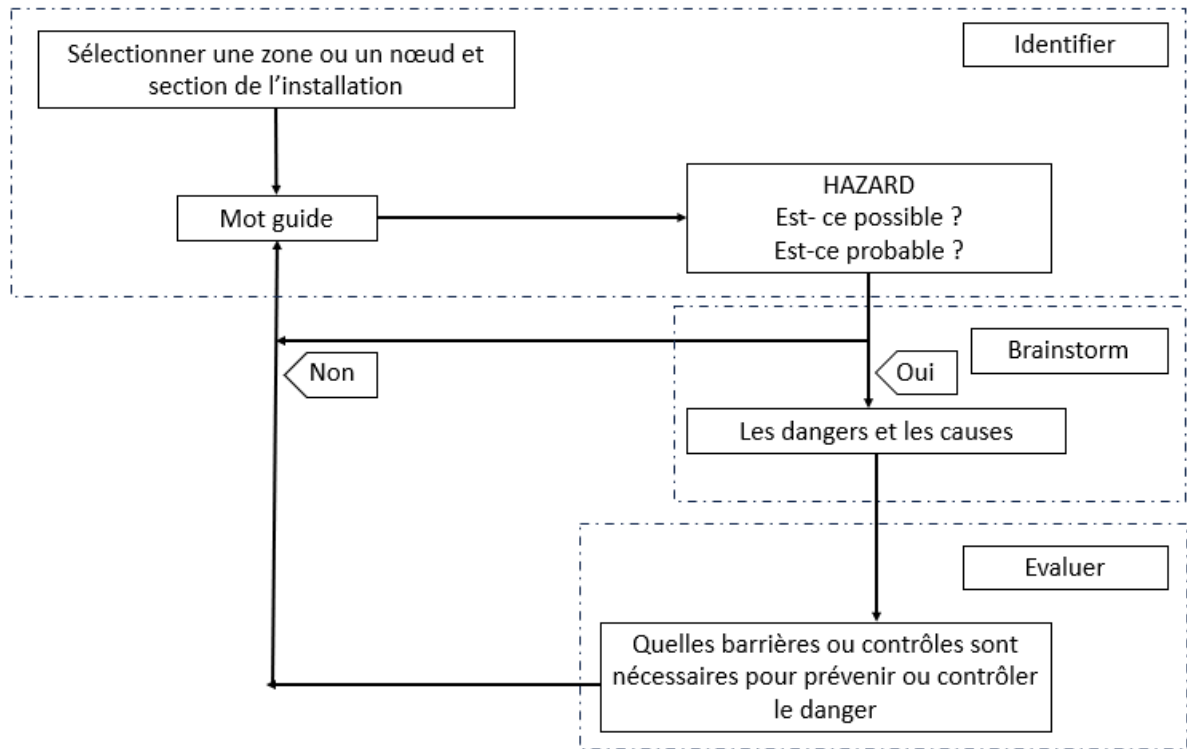 Sélectionner une zone ou un nœud et
section de l'installation
Identifier
Mot guide
HAZARD
Est- ce possible ?
Est-ce probable ?
Brainstorm
Non
Oui
Les dangers et les causes
Evaluer
Quelles barrières ou contrôles sont
nécessaires pour prévenir ou contrôler
le danger